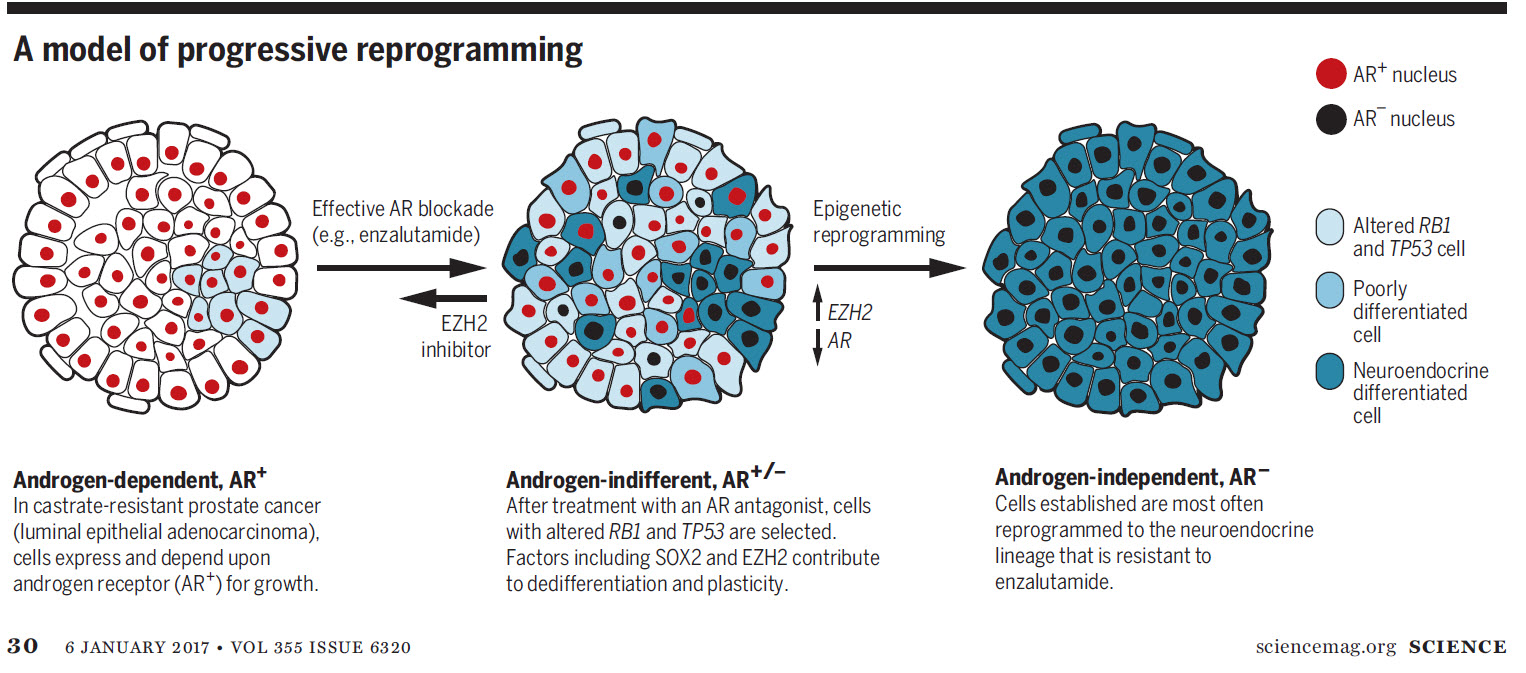 A model of progressive reprogramming
AR+ nucleus
AR− nucleus
Effective AR blockade
(e.g., enzalutamide)
EZH2
inhibitor
Epigenetic
reprogramming
EZH2
AR
Altered RB1
and TP53 cell
Poorly
differentiated
cell
Neuroendocrine
differentiated
cell
Androgen-dependent, AR+
In castrate-resistant prostate cancer
(luminal epithelial adenocarcinoma),
cells express and depend upon
androgen receptor (AR+) for growth.
Androgen-indifferent, AR+/−
After treatment with an AR antagonist, cells
with altered RB1 and TP53 are selected.
Factors including SOX2 and EZH2 contribute
to dedifferentiation and plasticity.
Androgen-independent, AR−
Cells established are most often
reprogrammed to the neuroendocrine
lineage that is resistant to
enzalutamide.
30 6 JANUARY 2017 • VOL 355 ISSUE 6320
sciencemag.org SCIENCE